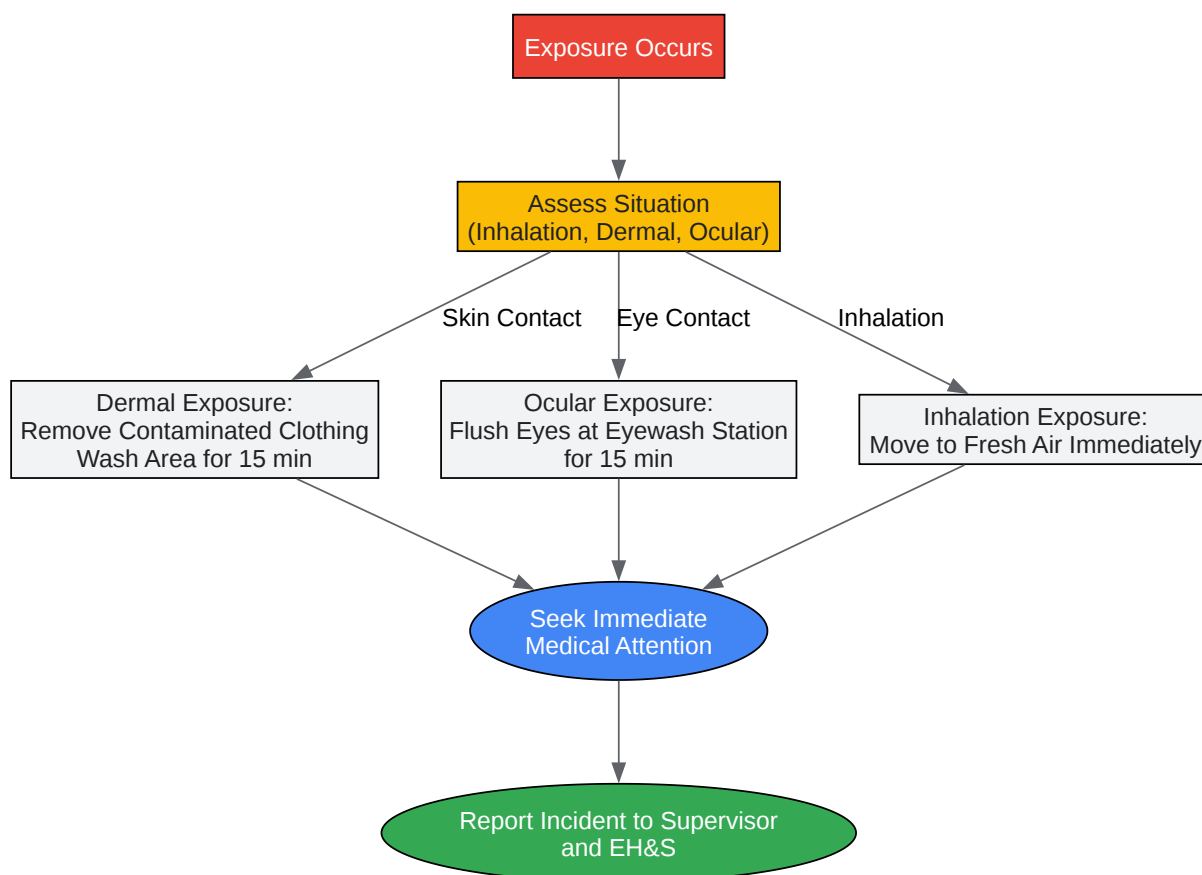 Exposure Occurs
Assess Situation
(Inhalation, Dermal, Ocular)
Skin Contact
Eye Contact
Inhalation
Dermal Exposure:
Remove Contaminated Clothing
Wash Area for 15 min
Ocular Exposure:
Flush Eyes at Eyewash Station
for 15 min
Inhalation Exposure:
Move to Fresh Air Immediately
Seek Immediate
Medical Attention
Report Incident to Supervisor
and EH&S